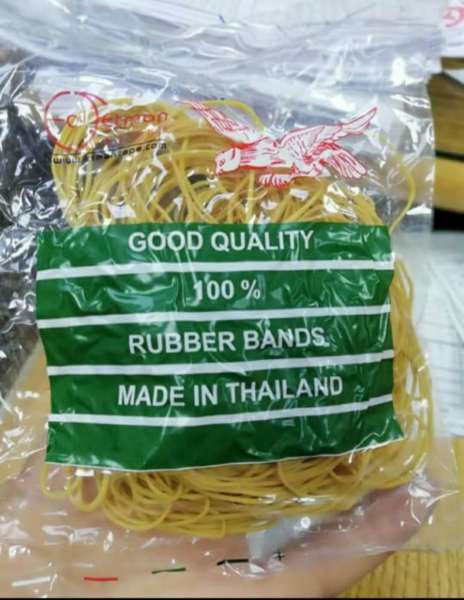 GOOD QUALITY
100 %
RUBBER BANDS
MADE IN THAILAND